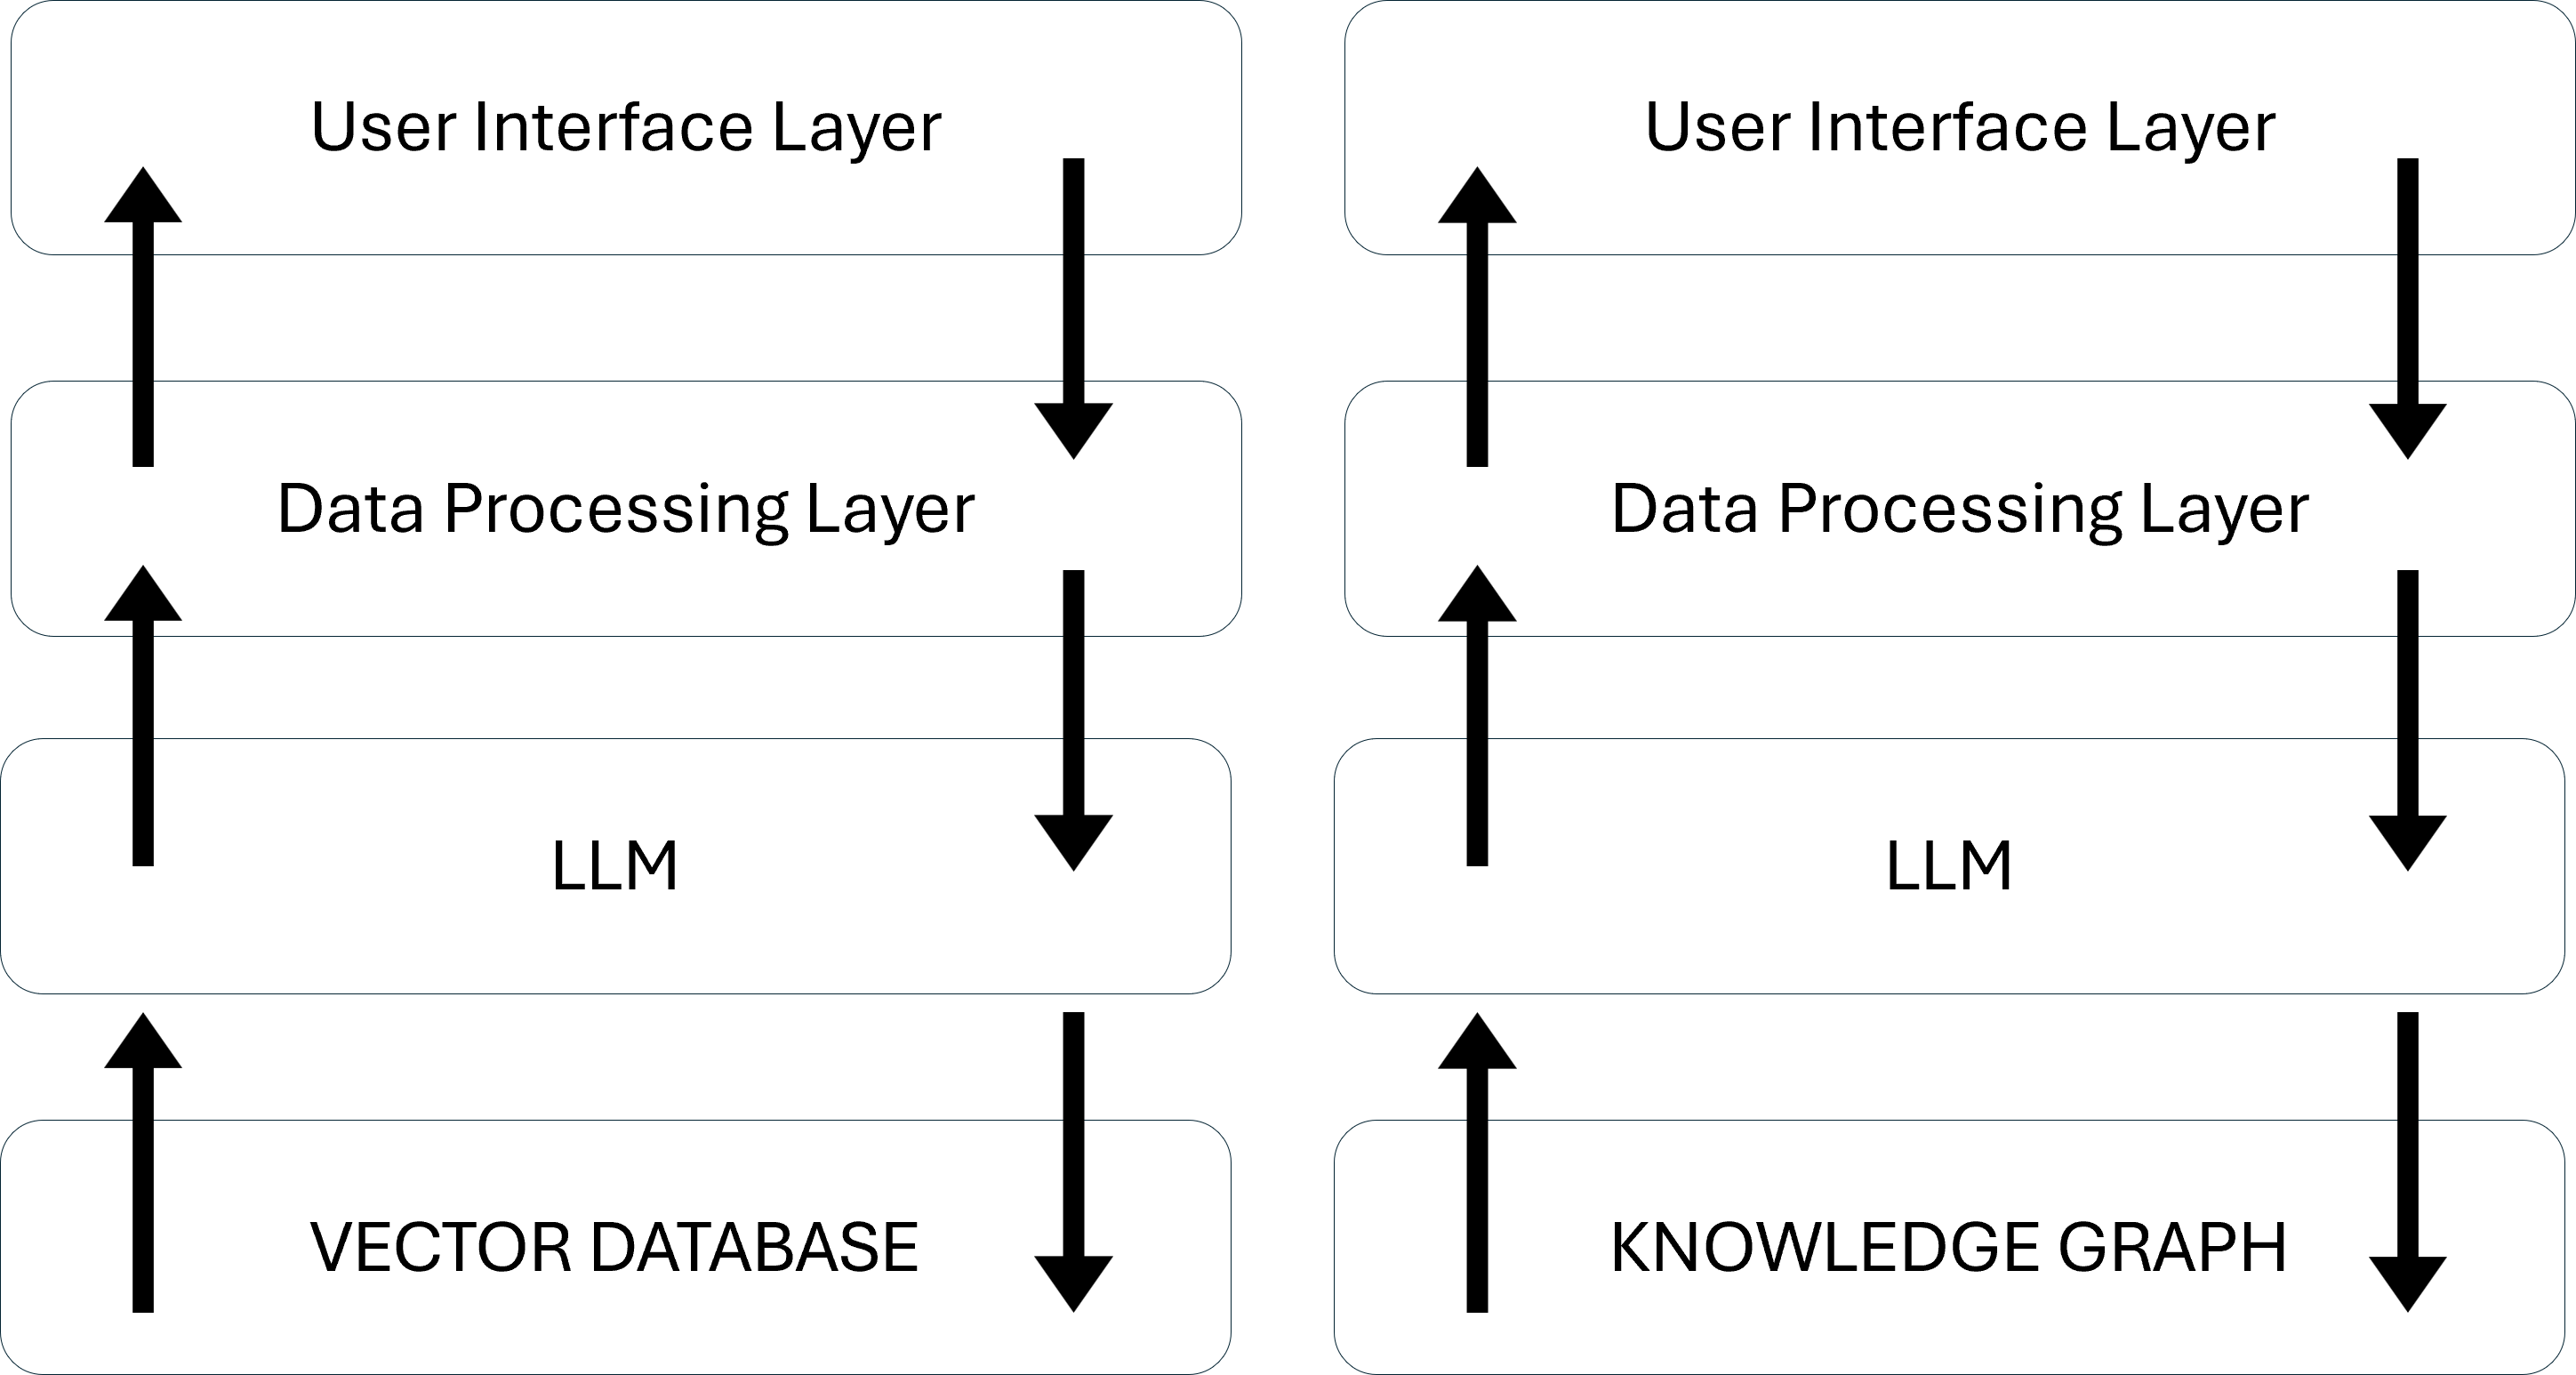 User Interface Layer
User Interface Layer
Data Processing Layer
Data Processing Layer
LLM
LLM
VECTOR DATABASE
KNOWLEDGE GRAPH